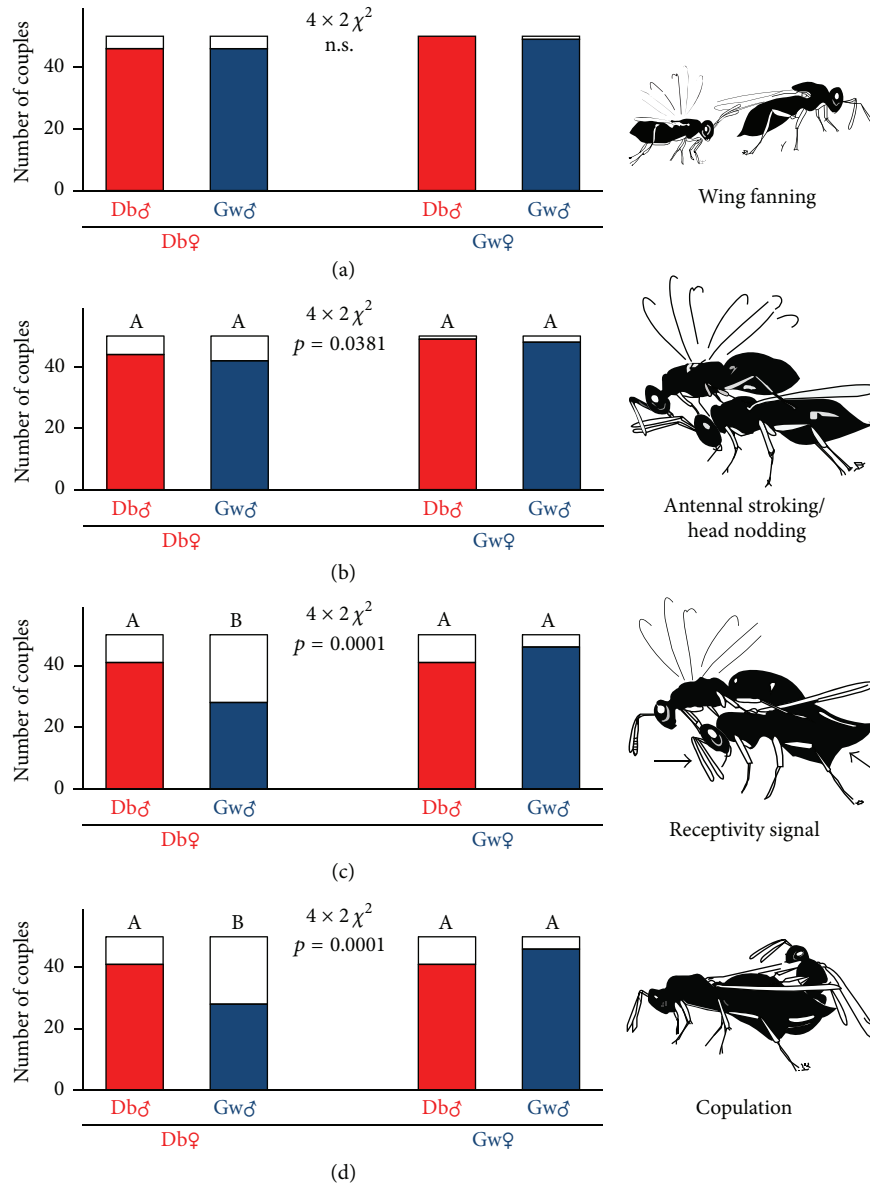 Number of couples
40
20
0
4 × 2 χ²
n.s.
Db♂ Gw♂ Db♂ Gw♂
Db♀ Gw♀
(a)
Wing fanning
Number of couples
40
20
0
A A A A
4 × 2 χ²
p = 0.0381
Db♂ Gw♂ Db♂ Gw♂
Db♀ Gw♀
(b)
Antennal stroking/
head nodding
Number of couples
40
20
0
A B A A
4 × 2 χ²
p = 0.0001
Db♂ Gw♂ Db♂ Gw♂
Db♀ Gw♀
(c)
Receptivity signal
Number of couples
40
20
0
A B A A
4 × 2 χ²
p = 0.0001
Db♂ Gw♂ Db♂ Gw♂
Db♀ Gw♀
(d)
Copulation